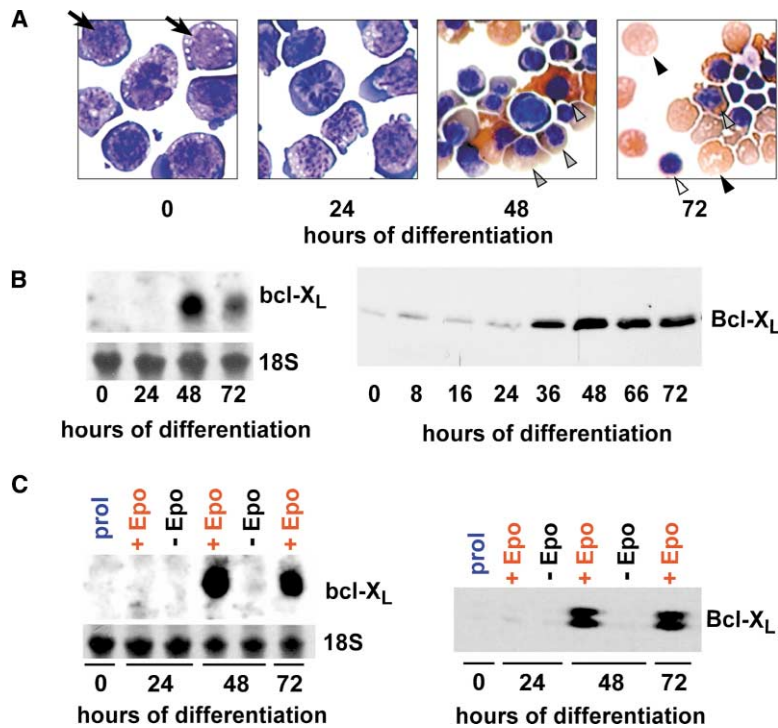 A
0 24 48 72
hours of differentiation
B
bcl-XL
18S
0 24 48 72
hours of differentiation
Bcl-XL
0 8 16 24 36 48 66 72
hours of differentiation
C
prol + Epo - Epo + Epo - Epo + Epo
bcl-XL
18S
0 24 48 72
hours of differentiation
prol + Epo - Epo + Epo - Epo + Epo
Bcl-XL
0 24 48 72
hours of differentiation